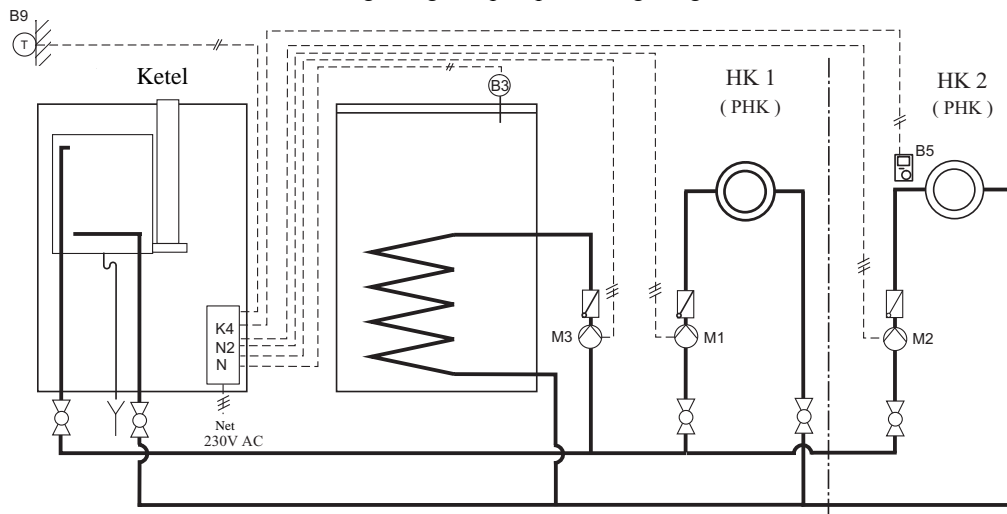 B9
T
Ketel
B3
HK 1
( PHK )
HK 2
( PHK )
B5
K4
N2
N
M3
M1
M2
Net
230V AC